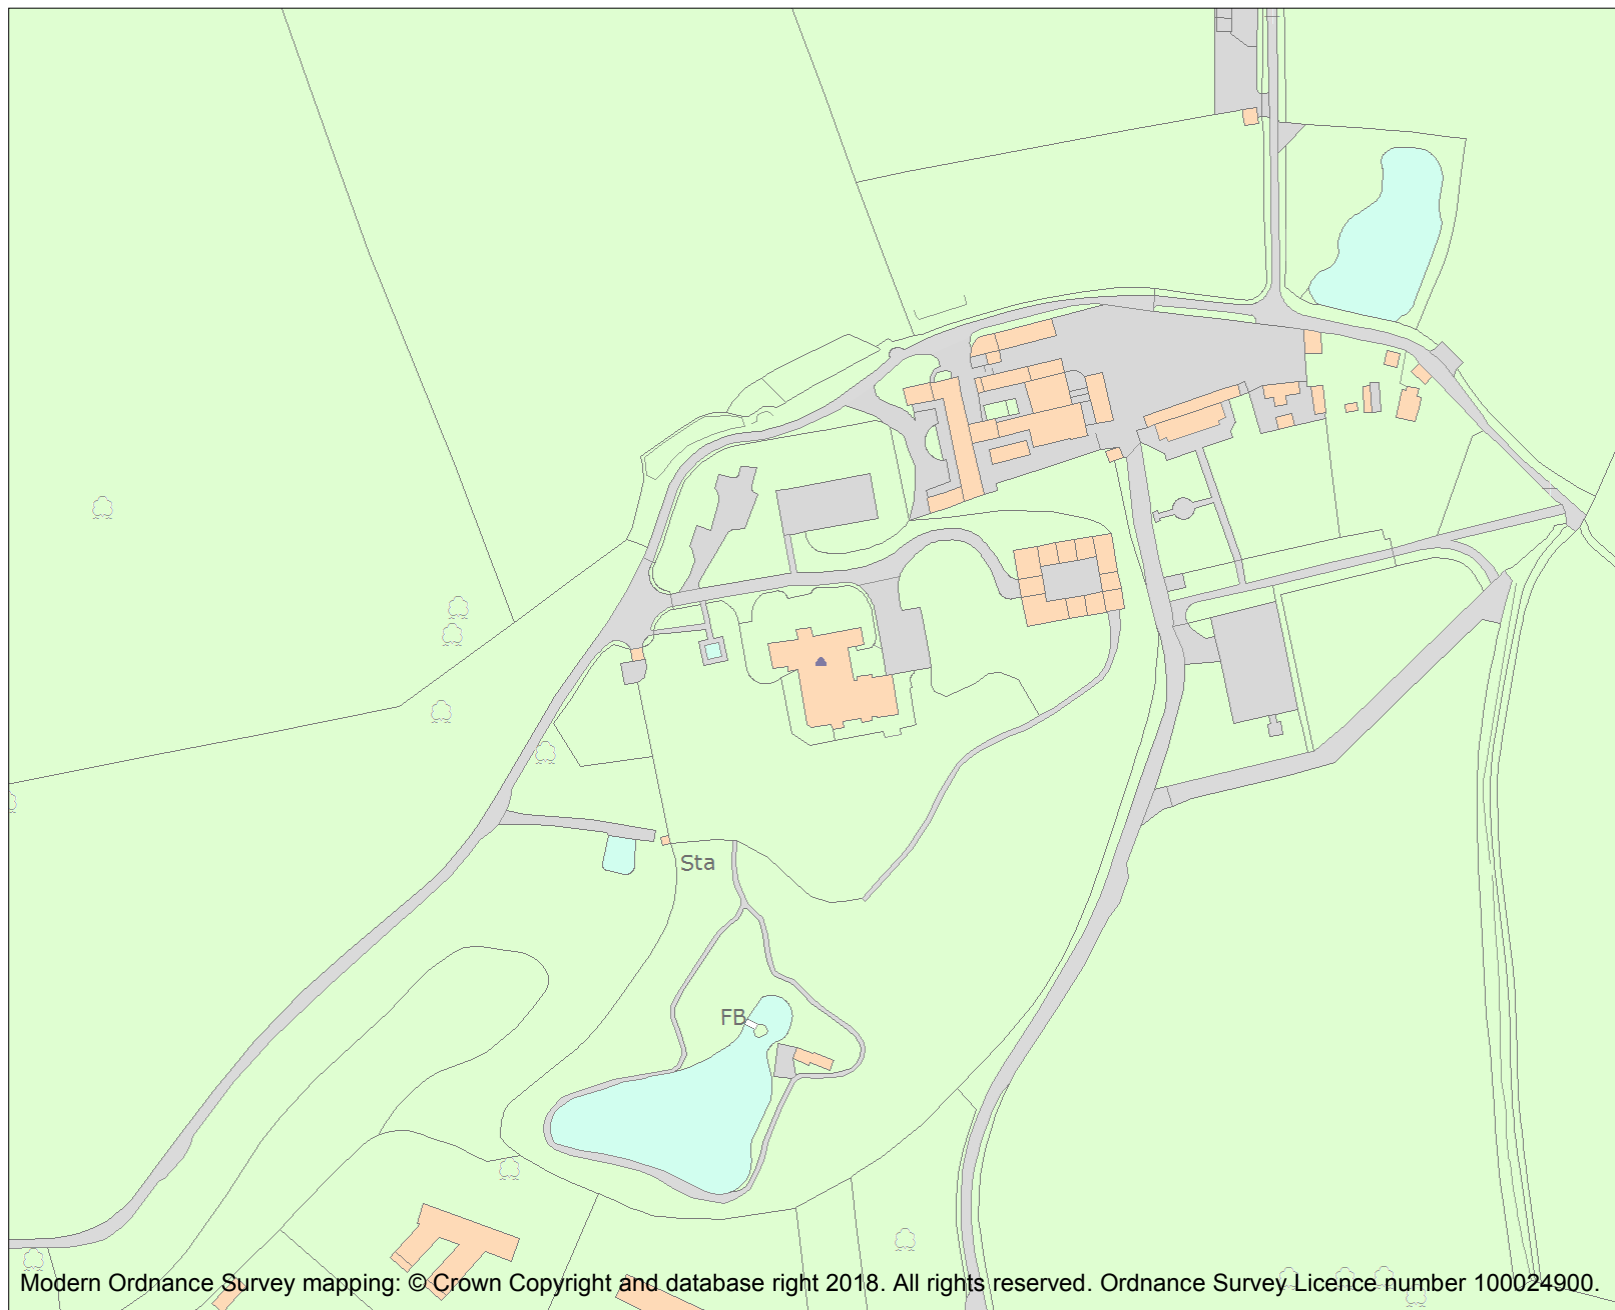 Sta
FB
Modern Ordnance Survey mapping: © Crown Copyright and database right 2018. All rights reserved. Ordnance Survey Licence number 100024900.